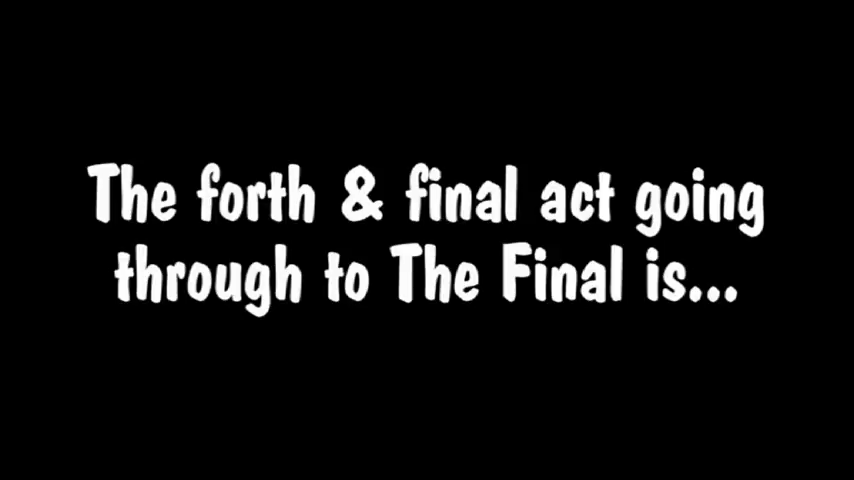 The forth & final act going
through to The Final is...